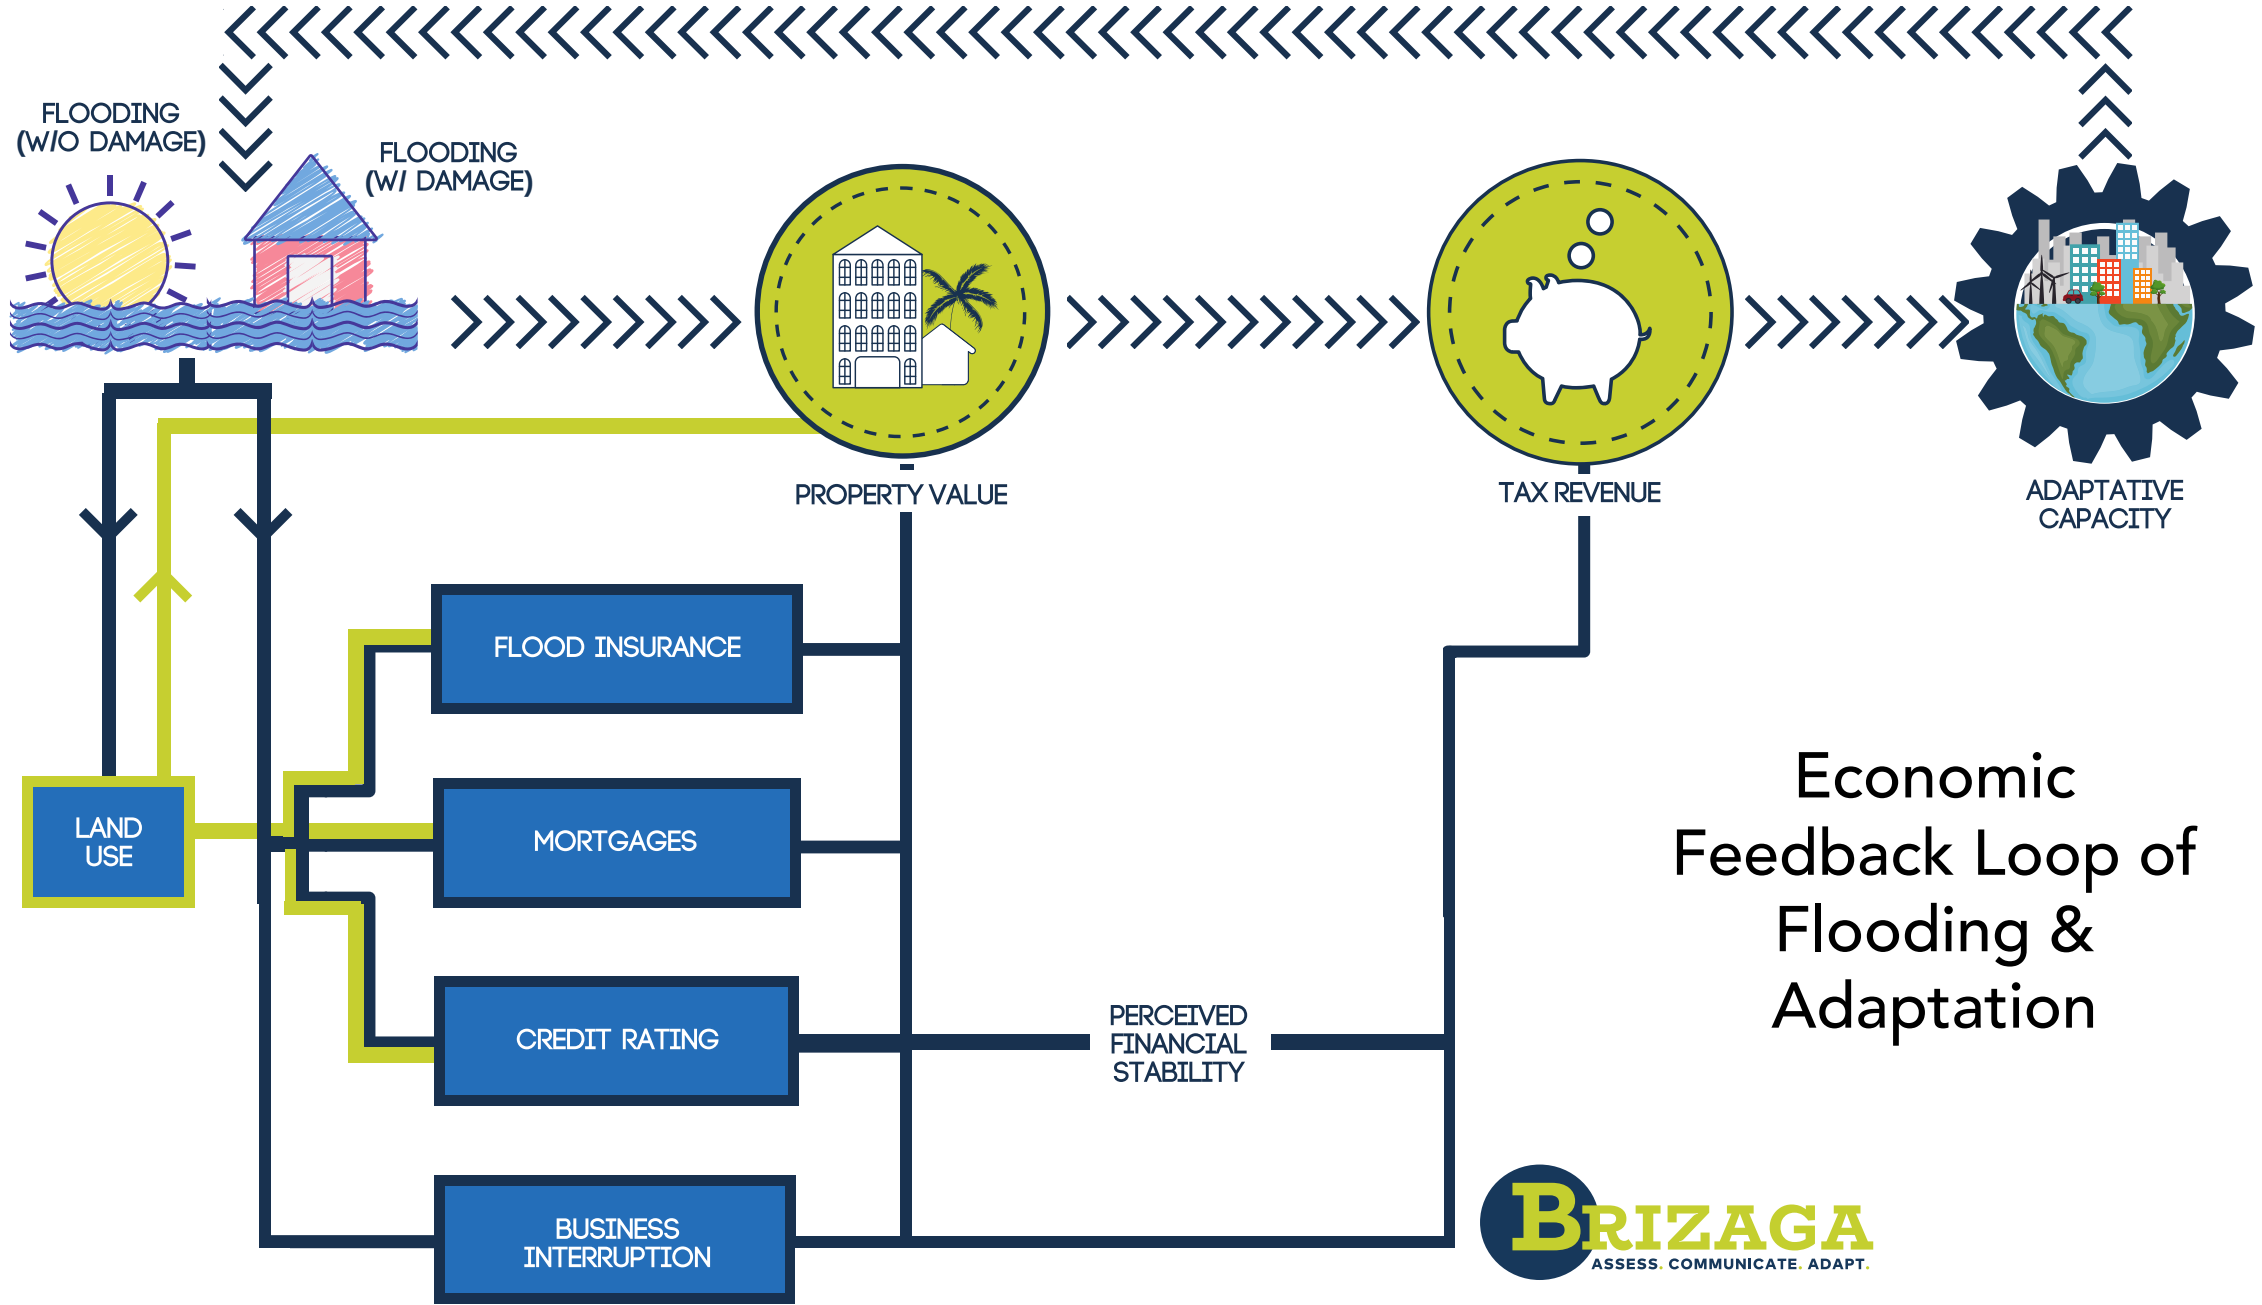 FLOODING
(W/O DAMAGE)
FLOODING
(W/ DAMAGE)
PROPERTY VALUE
TAX REVENUE
ADAPTATIVE
CAPACITY
FLOOD INSURANCE
LAND
USE
MORTGAGES
CREDIT RATING
PERCEIVED
FINANCIAL
STABILITY
BUSINESS
INTERRUPTION
Economic
Feedback Loop of
Flooding &
Adaptation
BRIZAGA
ASSESS. COMMUNICATE. ADAPT.